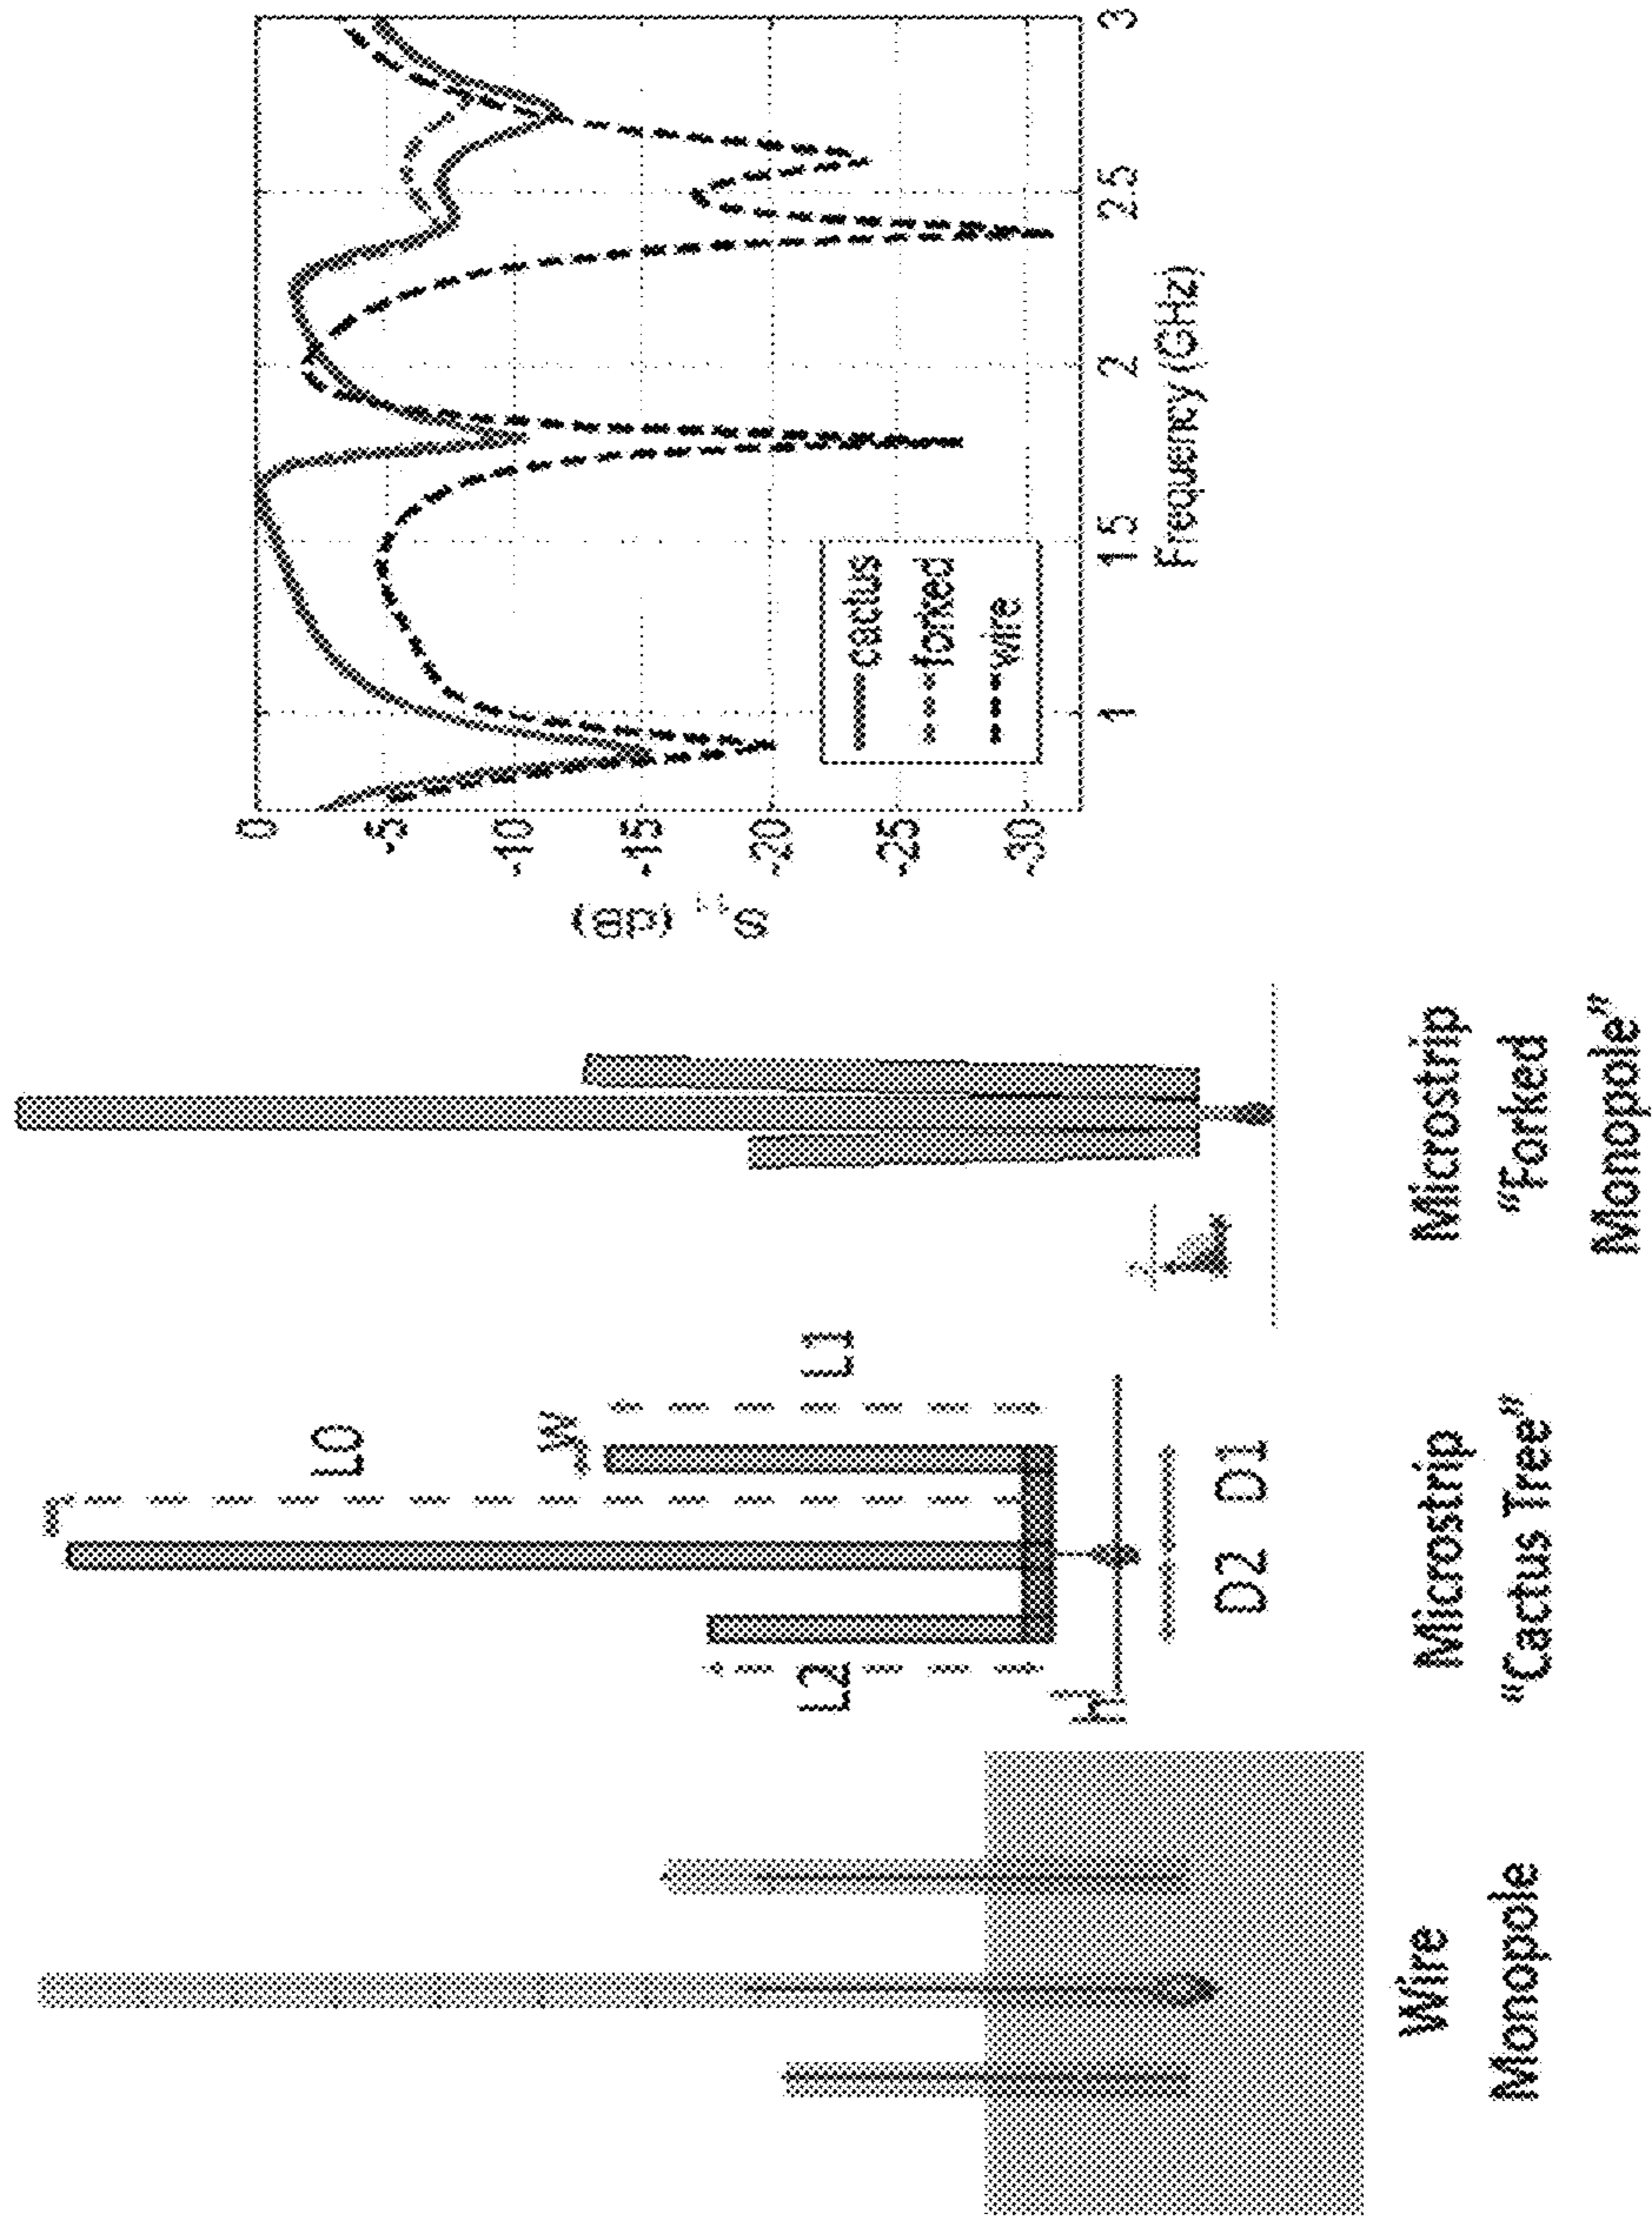 Wire
Monopole
L2
H
L0
W
L1
D2 D1
Microstrip
"Cactus Tree"
Microstrip
"Forked
Monopole"
S11 (dB)
0
-5
-10
-15
-20
-25
-30
cactus
forked
wire
1
1.5
2
2.5
3
Frequency (GHz)